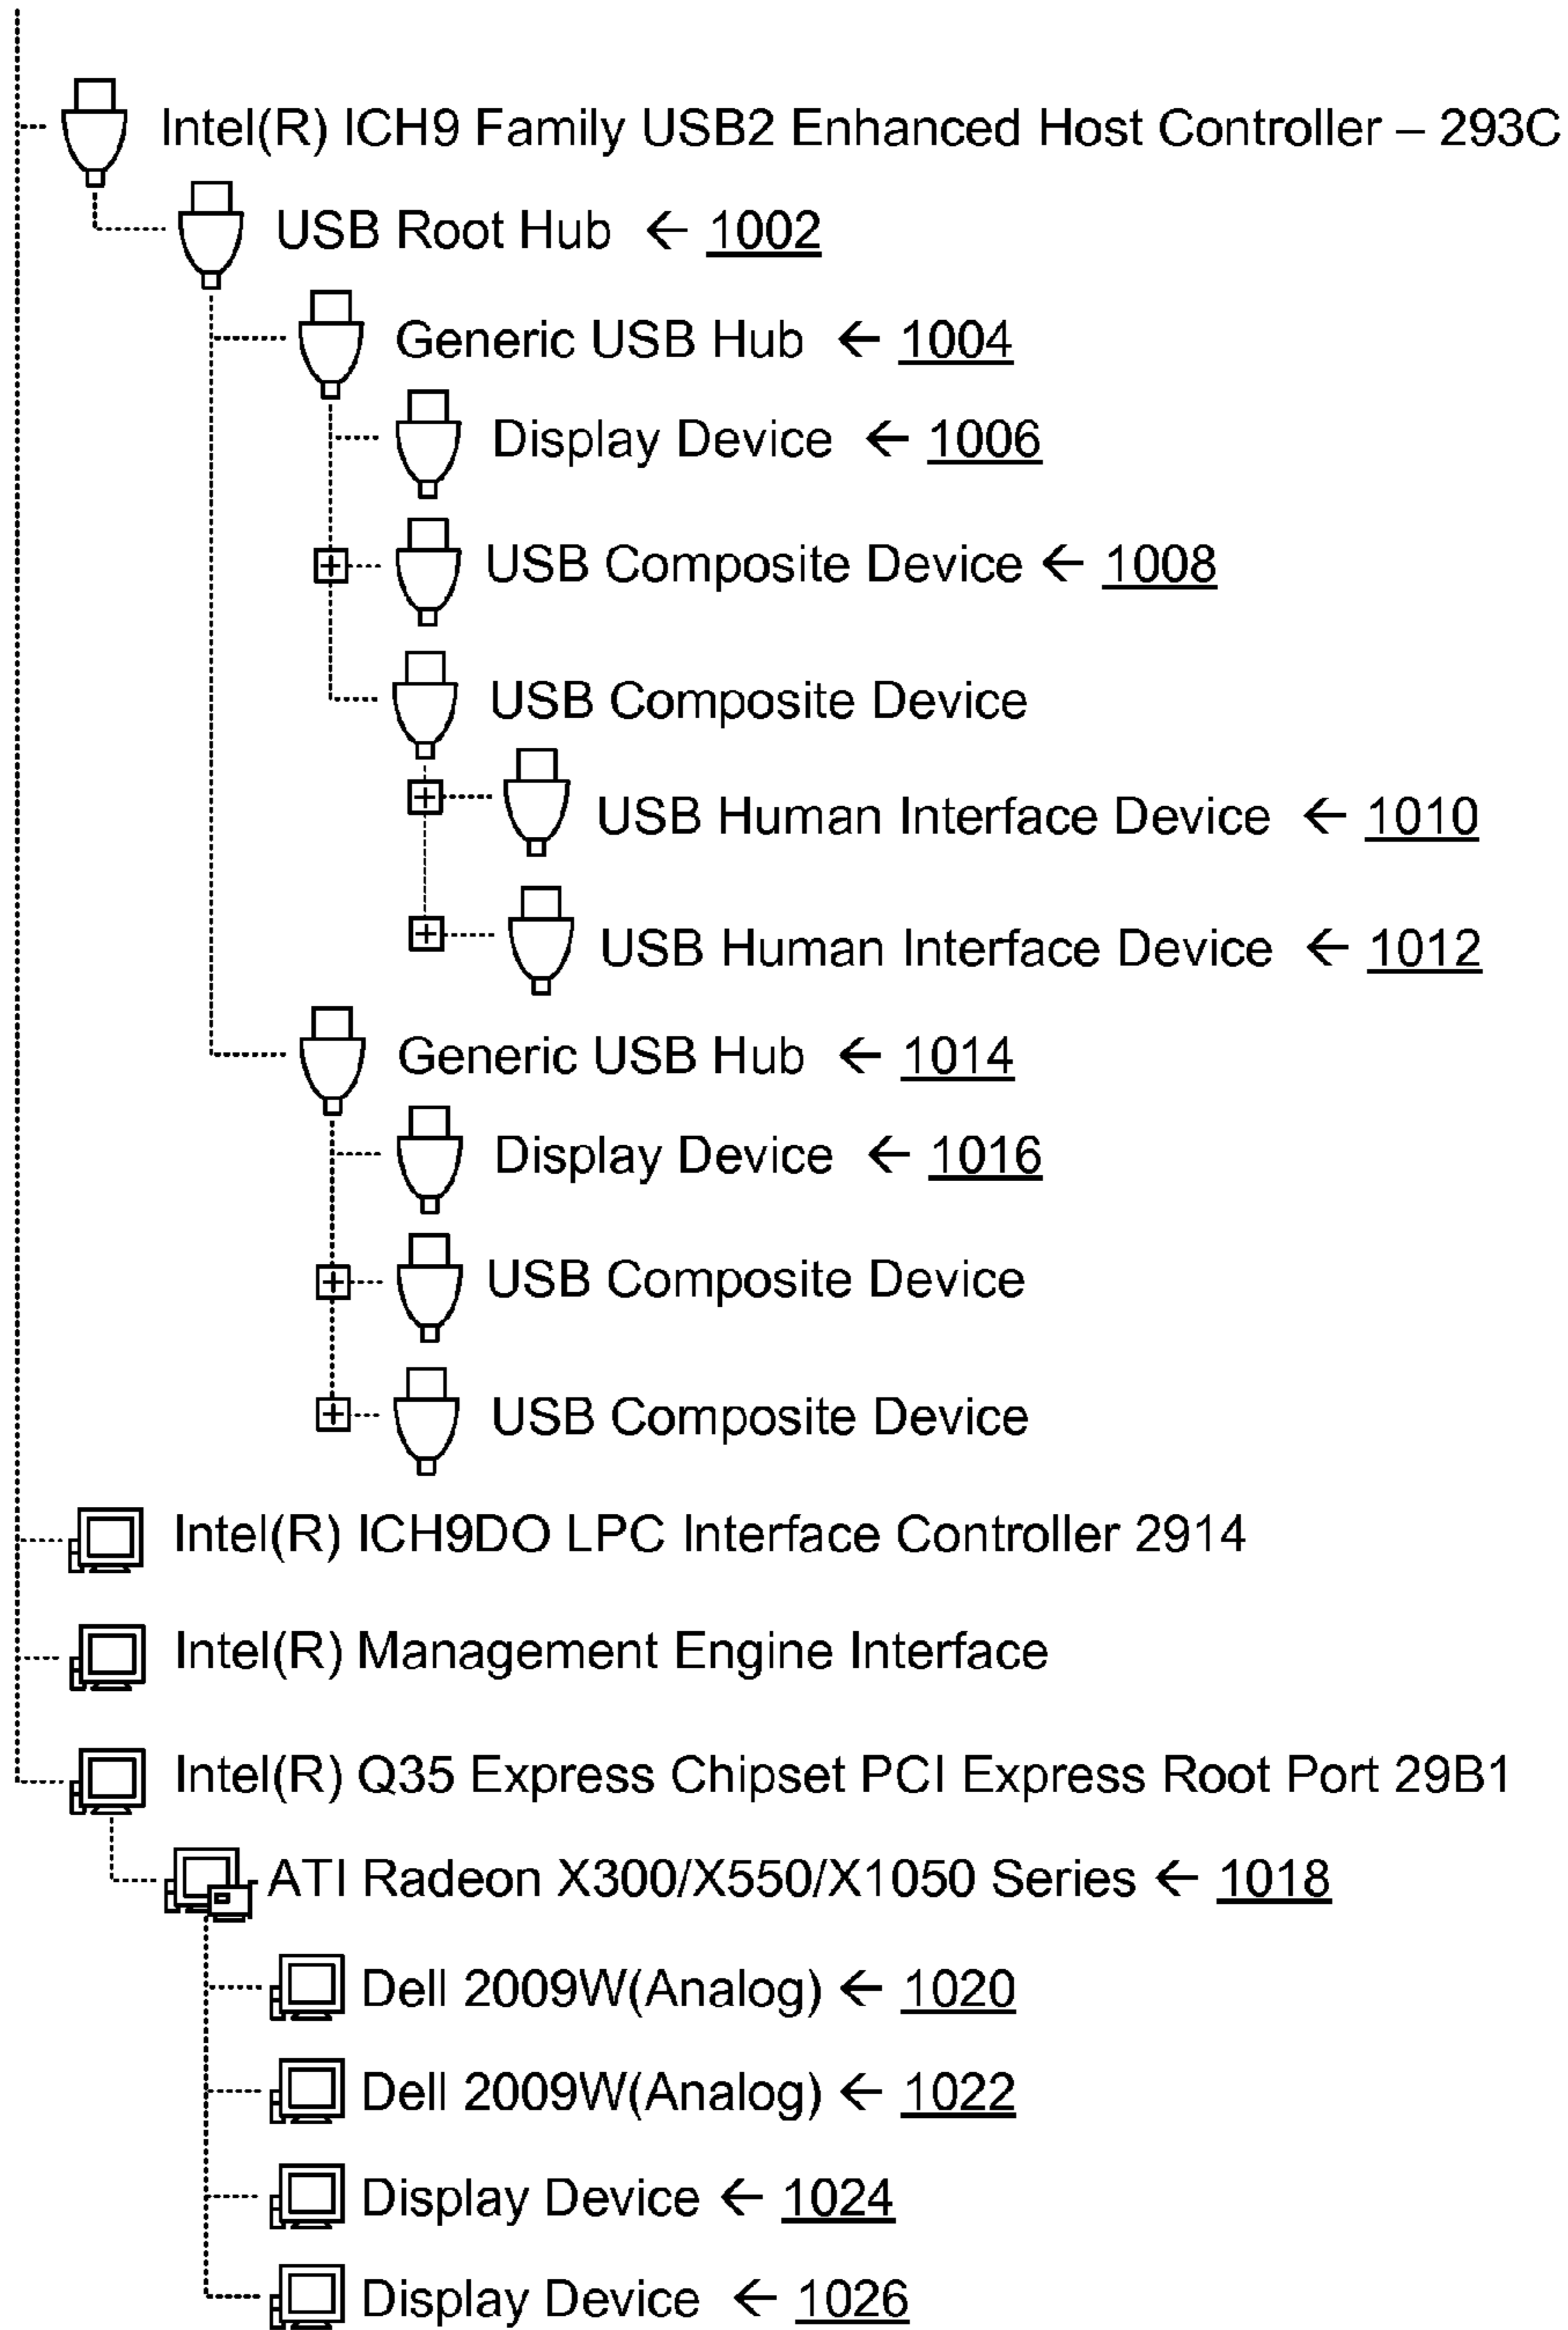 Intel(R) ICH9 Family USB2 Enhanced Host Controller – 293C
USB Root Hub ← 1002
Generic USB Hub ← 1004
Display Device ← 1006
USB Composite Device ← 1008
USB Composite Device
USB Human Interface Device ← 1010
USB Human Interface Device ← 1012
Generic USB Hub ← 1014
Display Device ← 1016
USB Composite Device
USB Composite Device
Intel(R) ICH9DO LPC Interface Controller 2914
Intel(R) Management Engine Interface
Intel(R) Q35 Express Chipset PCI Express Root Port 29B1
ATI Radeon X300/X550/X1050 Series ← 1018
Dell 2009W(Analog) ← 1020
Dell 2009W(Analog) ← 1022
Display Device ← 1024
Display Device ← 1026